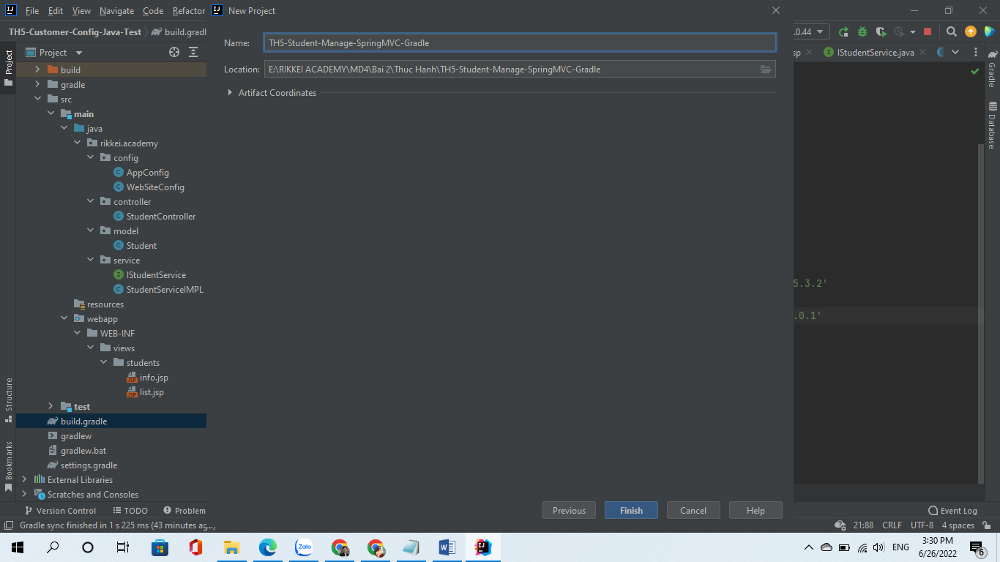 File Edit View Navigate Code Refactor
New Project
TH5-Customer-Config-Java-Test
build.gradl
.0.44
Project
Name: TH5-Student-Manage-SpringMVC-Gradle
Location: E:\RIKKEI ACADEMY\MD4\Bai 2\Thuc Hanh\TH5-Student-Manage-SpringMVC-Gradle
Artifact Coordinates
sp
IStudentService.java
Project
Structure
Bookmarks
build
gradle
src
main
java
rikkei.academy
config
AppConfig
WebSiteConfig
controller
StudentController
model
Student
service
IStudentService
StudentServiceIMPL
resources
webapp
WEB-INF
views
students
info.jsp
list.jsp
test
build.gradle
gradlew
gradlew.bat
settings.gradle
External Libraries
Scratches and Consoles
5.3.2'
.0.1'
Gradle
Database
Previous Finish Cancel Help
Version Control TODO Problem
Event Log
Gradle sync finished in 1 s 225 ms (43 minutes ago)
21:88 CRLF UTF-8 4 spaces
Zalo
ENG
3:30 PM
6/26/2022
6